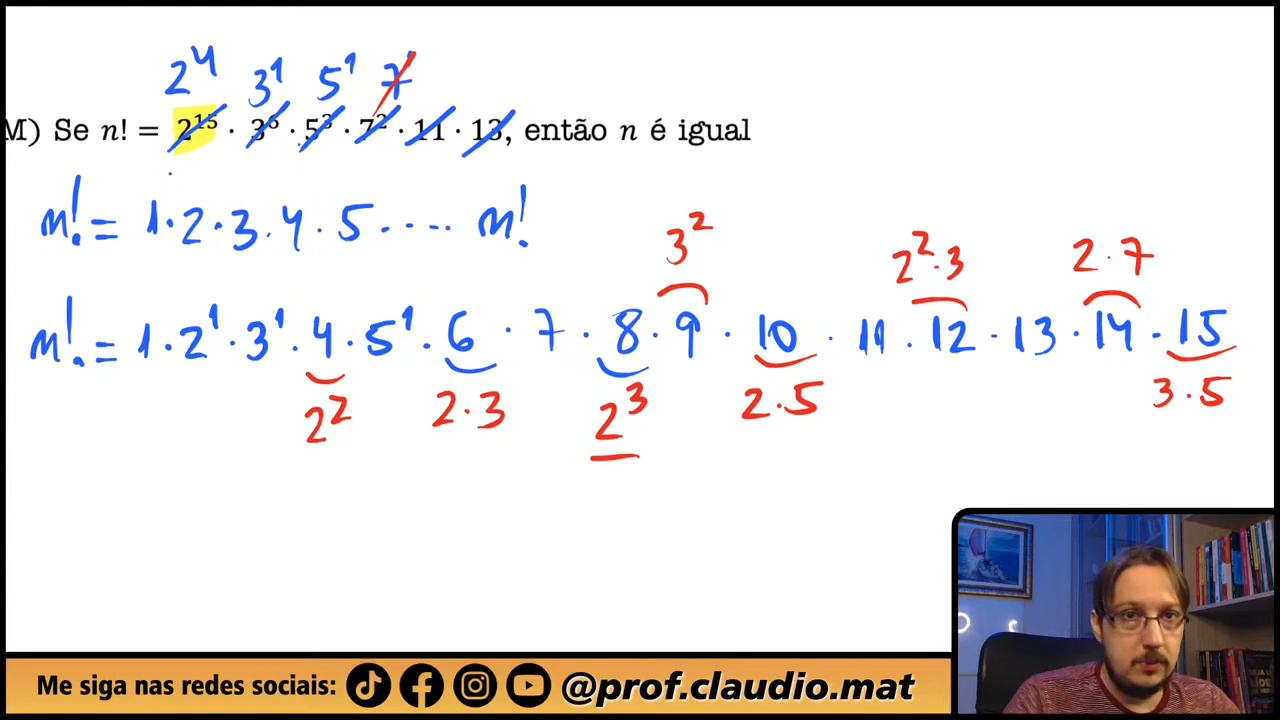 2⁴ 3¹ 5¹ 7
M) Se n! = 2¹⁵ · 3⁶ · 5³ · 7² · 11 · 13, então n é igual
n! = 1 · 2 · 3 · 4 · 5 · ... n!
3² 2² · 3 2 · 7
n! = 1 · 2¹ · 3¹ · 4 · 5¹ · 6 · 7 · 8 · 9 · 10 · 11 · 12 · 13 · 14 · 15
2² 2 · 3 2³ 2 · 5 3 · 5
Me siga nas redes sociais: @prof.claudio.mat